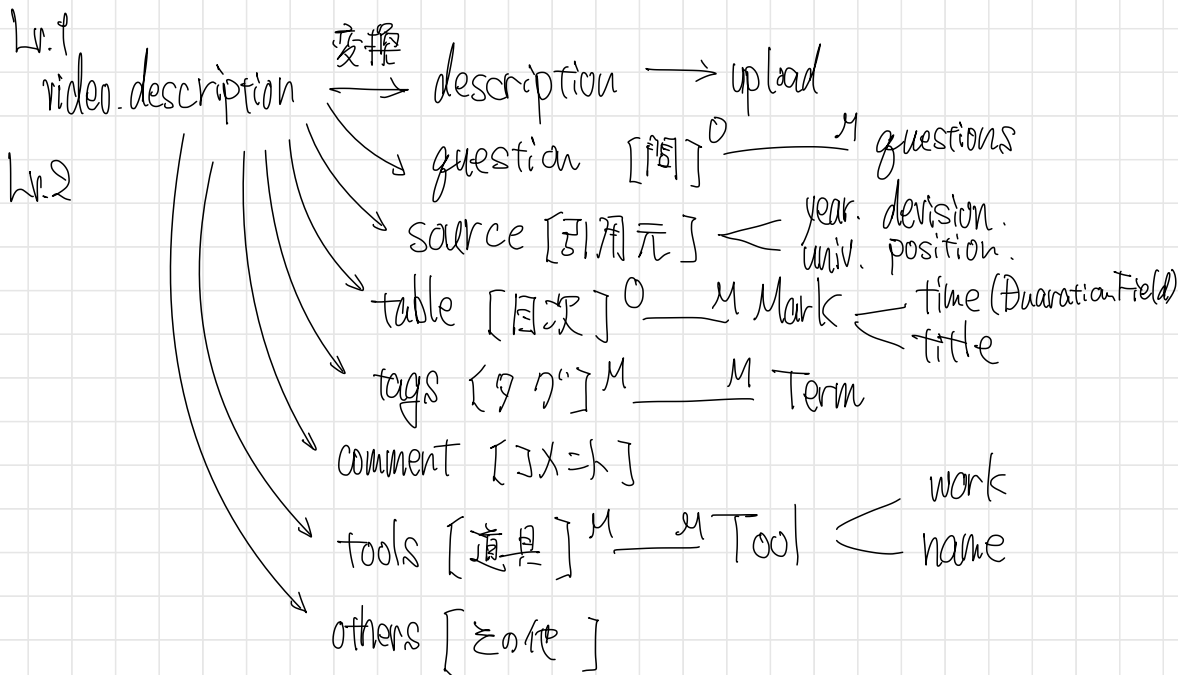 Lv.1
変換
video.description description upload
Lv.2
question [問] O M questions
source [引用元] year. devision.
univ. position.
table [目次] O M Mark time (DuarationField)
title
tags [タグ] M M Term
comment [コメント]
tools [道具] M M Tool work
name
others [その他]